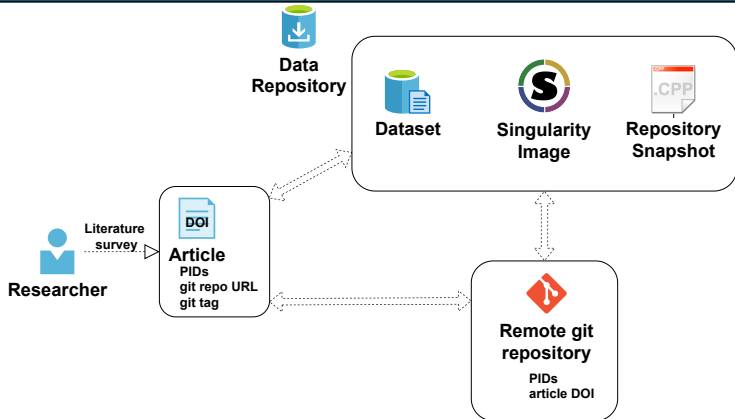 Data
Repository
Dataset
Singularity
Image
.CPP
CPP
Repository
Snapshot
DOI
Literature
survey
Article
PIDs
git repo URL
git tag
Researcher
Remote git
repository
PIDs
article DOI
S